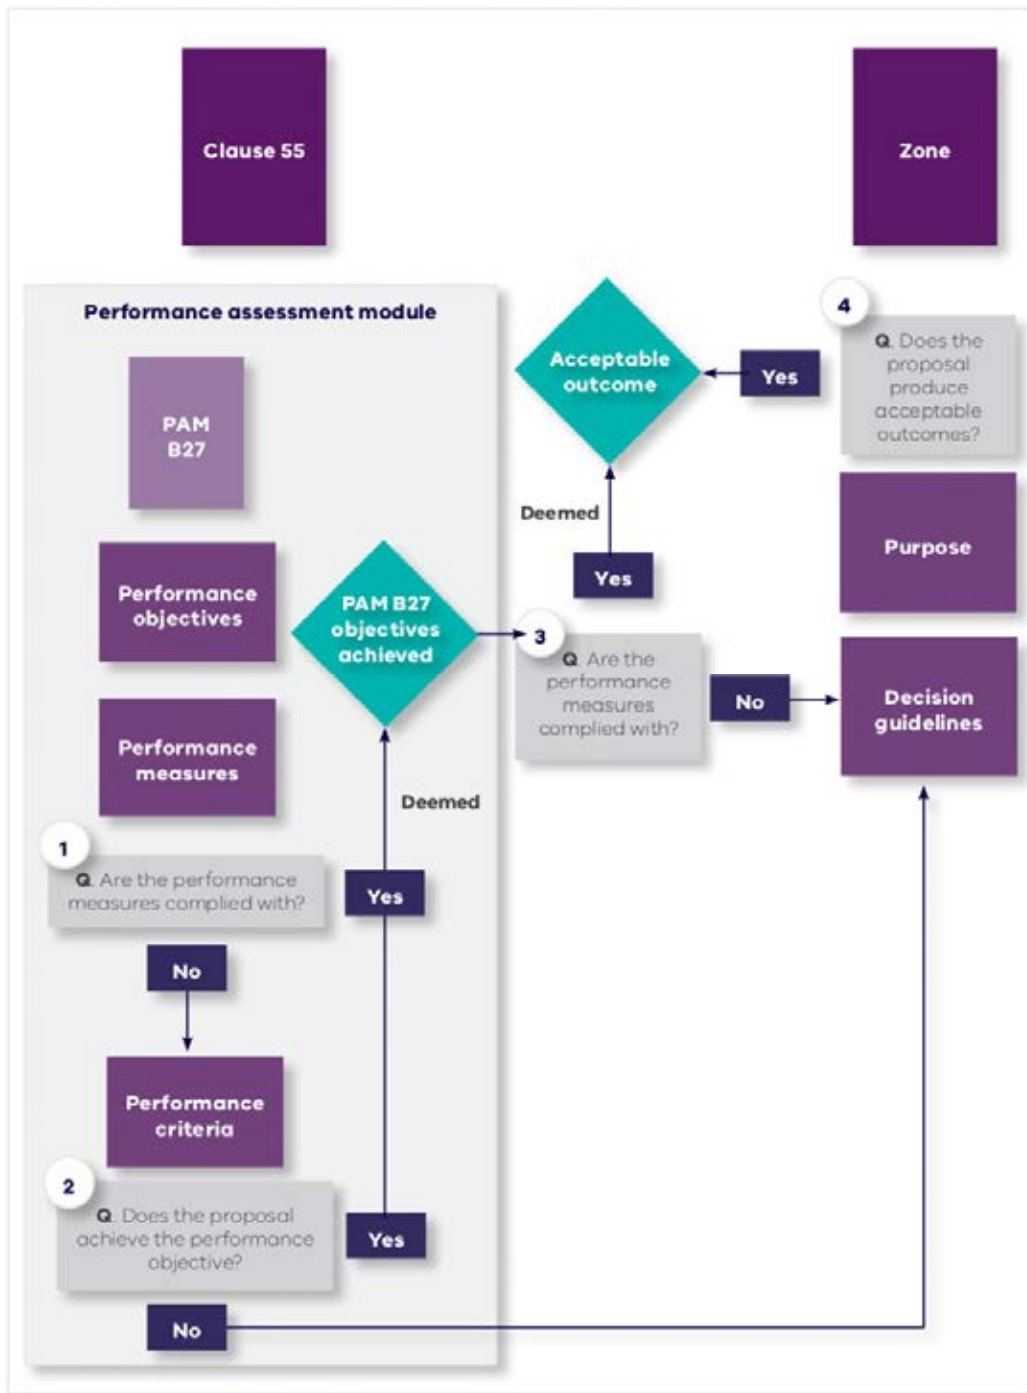 Clause 55
Zone
Performance assessment module
PAM
B27
Performance
objectives
Performance
measures
1
Q. Are the performance
measures complied with?
Yes
No
Performance
criteria
2
Q. Does the proposal
achieve the performance
objective?
Yes
No
Deemed
PAM B27
objectives
achieved
3
Q. Are the
performance
measures
complied with?
Yes
Deemed
No
Acceptable
outcome
Yes
4
Q. Does the
proposal
produce
acceptable
outcomes?
Purpose
Decision
guidelines